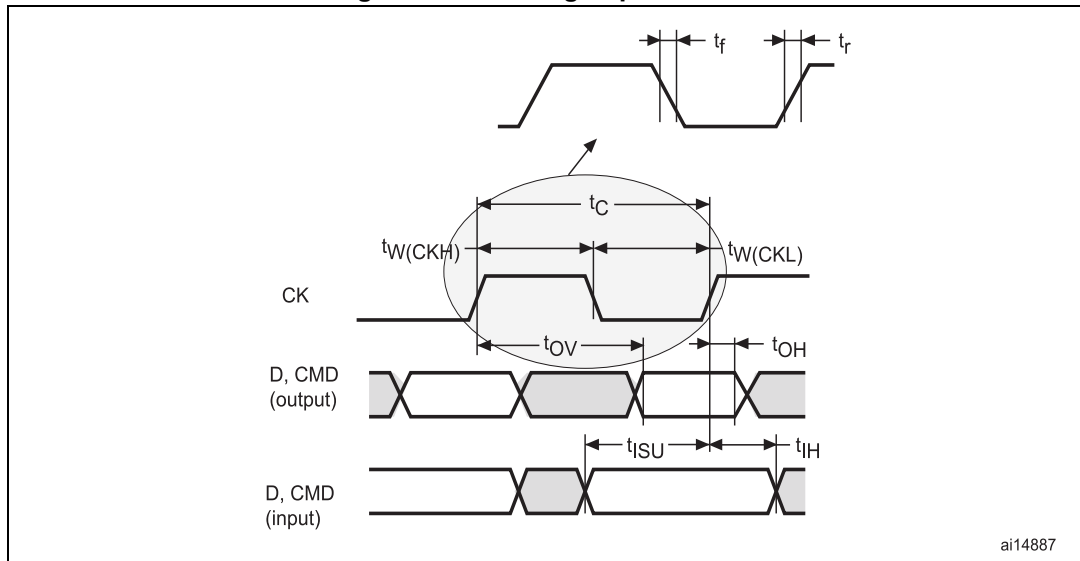 tf
tr
tC
tW(CKH)
tW(CKL)
CK
tOV
tOH
D, CMD
(output)
tISU
tIH
D, CMD
(input)
ai14887